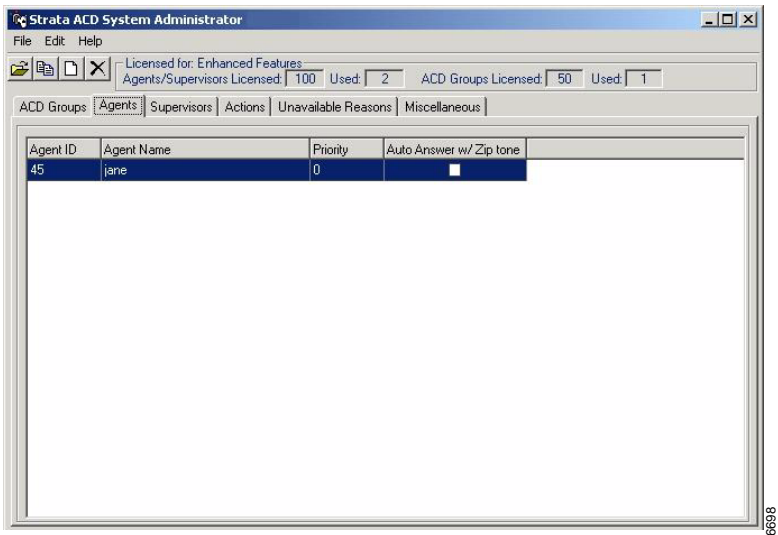 Strata ACD System Administrator
File Edit Help
Licensed for: Enhanced Features
Agents/Supervisors Licensed: 100 Used: 2 ACD Groups Licensed: 50 Used: 1
ACD Groups Agents Supervisors Actions Unavailable Reasons Miscellaneous
Agent ID Agent Name Priority Auto Answer w/ Zip tone
45 jane 0
6698